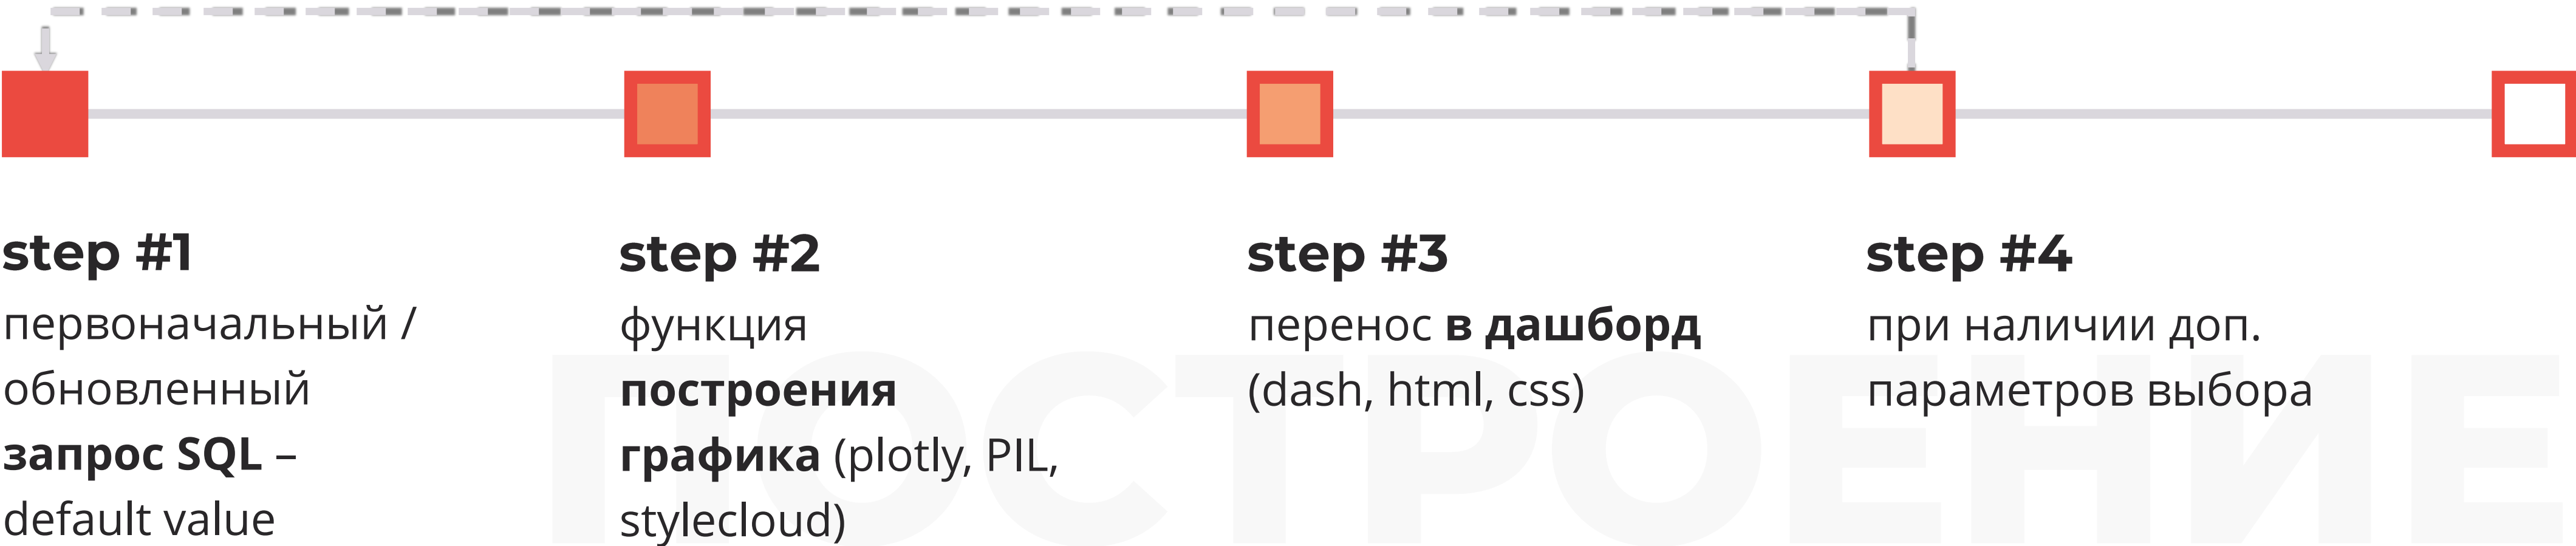 step #1
первоначальный /
обновленный
запрос SQL –
default value
step #2
функция
построения
графика (plotly, PIL,
stylecloud)
step #3
перенос в дашборд
(dash, html, css)
step #4
при наличии доп.
параметров выбора
ПОСТРОЕНИЕ